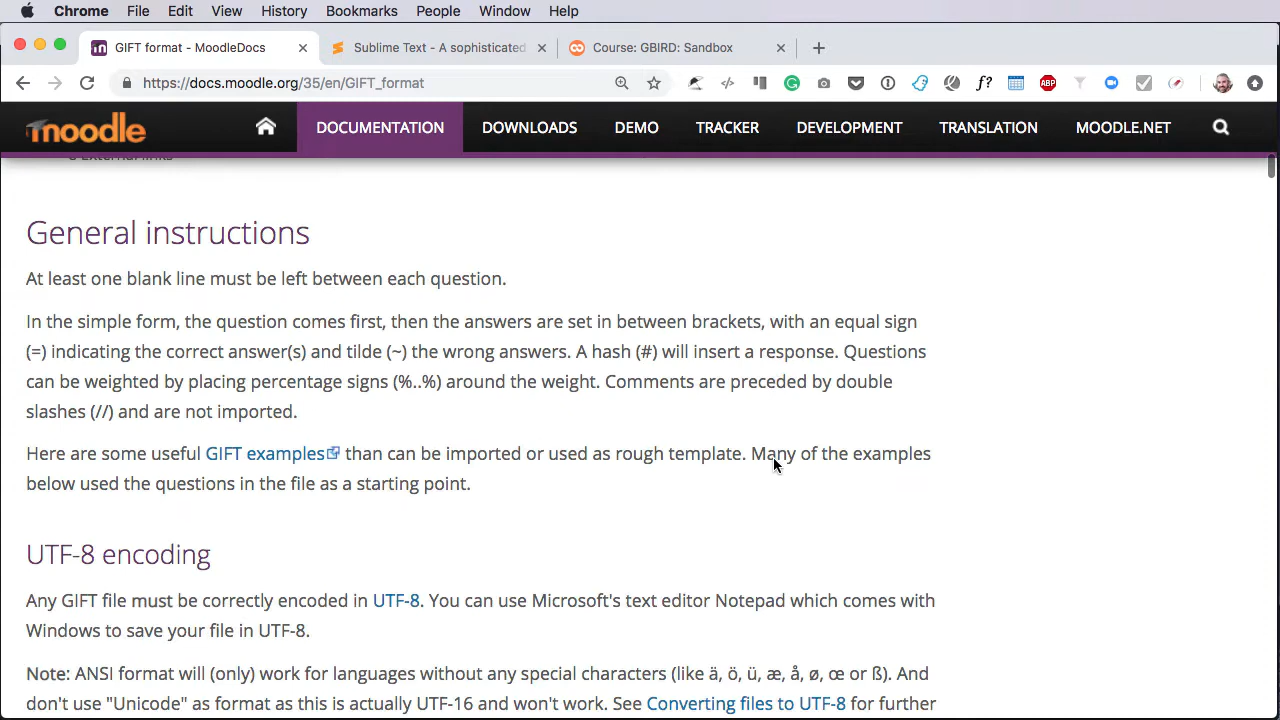 Chrome File Edit View History Bookmarks People Window Help
GIFT format - MoodleDocs
Sublime Text - A sophisticated
Course: GBIRD: Sandbox
https://docs.moodle.org/35/en/GIFT_format
f?
ABP
moodle
DOCUMENTATION DOWNLOADS DEMO TRACKER DEVELOPMENT TRANSLATION MOODLE.NET
General instructions
At least one blank line must be left between each question.
In the simple form, the question comes first, then the answers are set in between brackets, with an equal sign
(=) indicating the correct answer(s) and tilde (~) the wrong answers. A hash (#) will insert a response. Questions
can be weighted by placing percentage signs (%..%) around the weight. Comments are preceded by double
slashes (//) and are not imported.
Here are some useful GIFT examples than can be imported or used as rough template. Many of the examples
below used the questions in the file as a starting point.
UTF-8 encoding
Any GIFT file must be correctly encoded in UTF-8. You can use Microsoft's text editor Notepad which comes with
Windows to save your file in UTF-8.
Note: ANSI format will (only) work for languages without any special characters (like ä, ö, ü, æ, å, ø, œ or ß). And
don't use "Unicode" as format as this is actually UTF-16 and won't work. See Converting files to UTF-8 for further